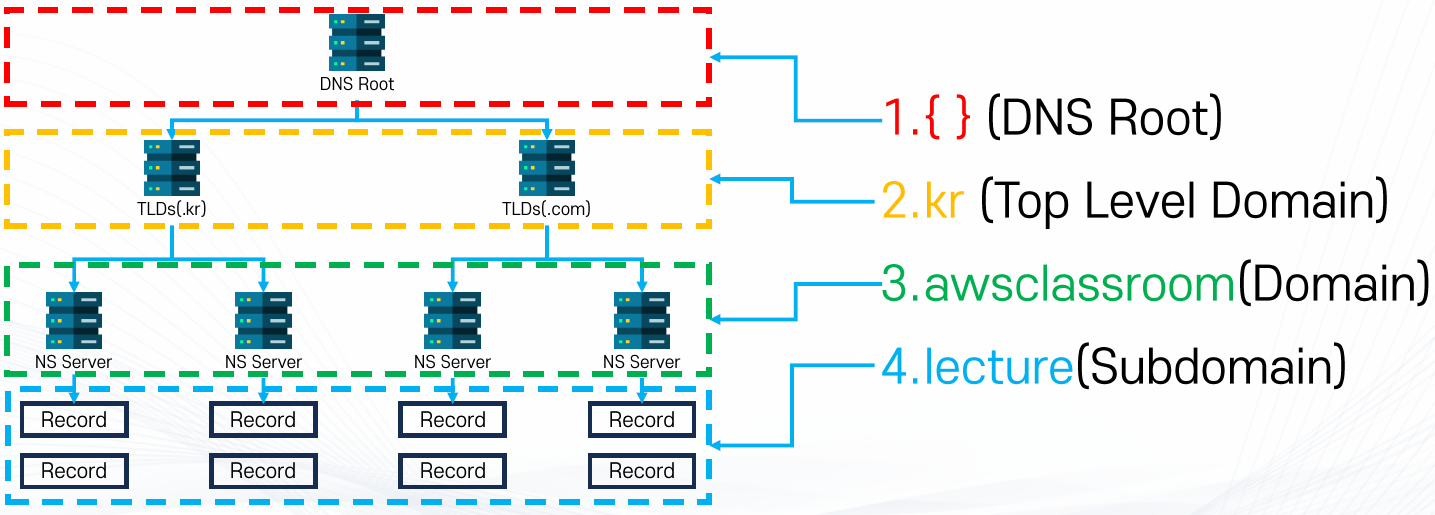 DNS Root
TLDs(.kr)
TLDs(.com)
NS Server
NS Server
NS Server
NS Server
Record
Record
Record
Record
Record
Record
Record
Record
1.{ } (DNS Root)
2.kr (Top Level Domain)
3.awsclassroom(Domain)
4.lecture(Subdomain)